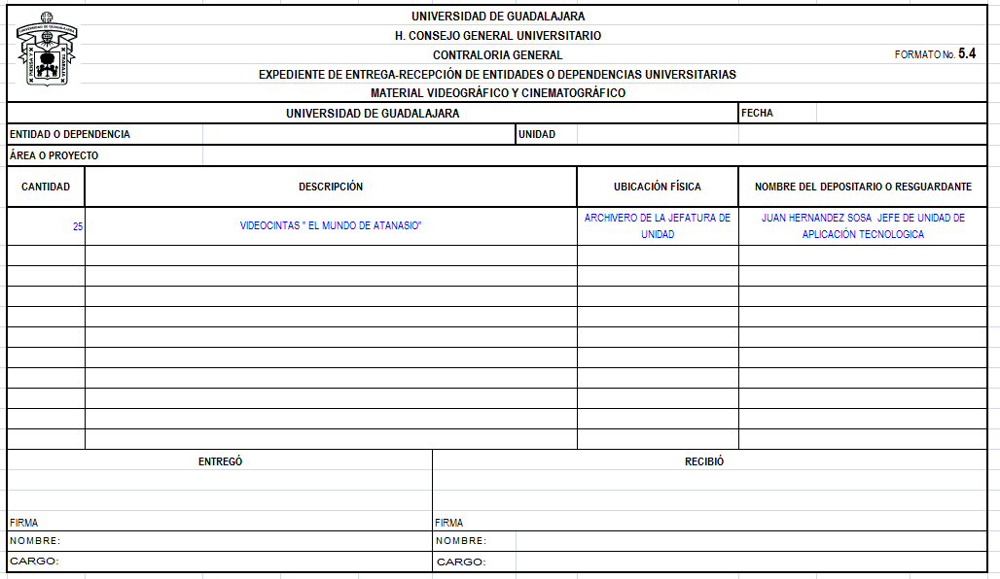 UNIVERSIDAD DE GUADALAJARA
H. CONSEJO GENERAL UNIVERSITARIO
CONTRALORIA GENERAL
FORMATO No. 5.4
EXPEDIENTE DE ENTREGA-RECEPCIÓN DE ENTIDADES O DEPENDENCIAS UNIVERSITARIAS
MATERIAL VIDEOGRÁFICO Y CINEMATOGRÁFICO
UNIVERSIDAD DE GUADALAJARA
FECHA
ENTIDAD O DEPENDENCIA
UNIDAD
ÁREA O PROYECTO
CANTIDAD
DESCRIPCIÓN
UBICACIÓN FÍSICA
NOMBRE DEL DEPOSITARIO O RESGUARDANTE
25
VIDEOCINTAS " EL MUNDO DE ATANASIO"
ARCHIVERO DE LA JEFATURA DE
UNIDAD
JUAN HERNANDEZ SOSA  JEFE DE UNIDAD DE
APLICACIÓN TECNOLOGICA
ENTREGÓ
RECIBIÓ
FIRMA
FIRMA
NOMBRE:
NOMBRE:
CARGO:
CARGO: